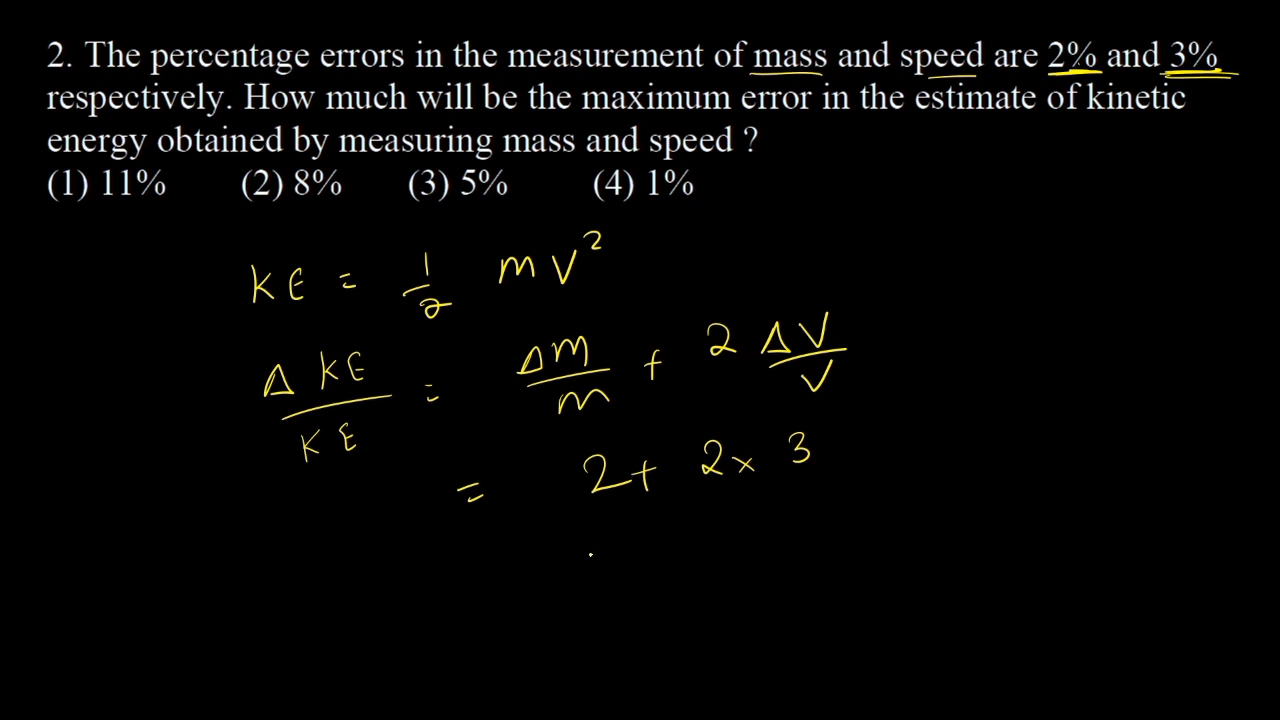 2. The percentage errors in the measurement of mass and speed are 2% and 3%
respectively. How much will be the maximum error in the estimate of kinetic
energy obtained by measuring mass and speed ?
(1) 11% (2) 8% (3) 5% (4) 1%
KE = 1/2 mv²
ΔKE/KE = Δm/m + 2 ΔV/V
= 2+ 2× 3